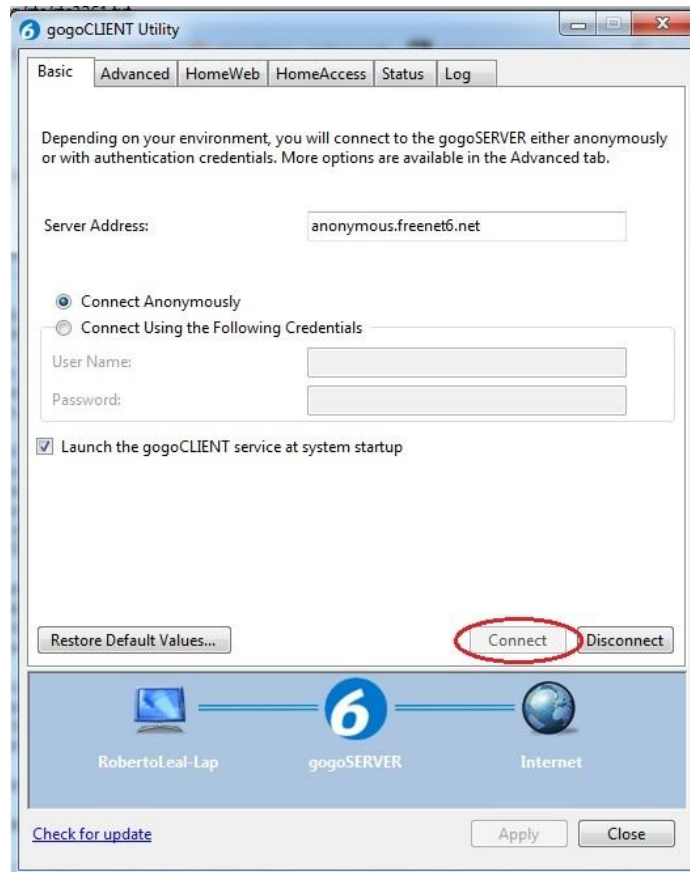 gogoCLIENT Utility
Basic Advanced HomeWeb HomeAccess Status Log
Depending on your environment, you will connect to the gogoSERVER either anonymously
or with authentication credentials. More options are available in the Advanced tab.
Server Address: anonymous.freenet6.net
Connect Anonymously
Connect Using the Following Credentials
User Name:
Password:
Launch the gogoCLIENT service at system startup
Restore Default Values... Connect Disconnect
6
RobertoLeal-Lap gogoSERVER Internet
Check for update Apply Close